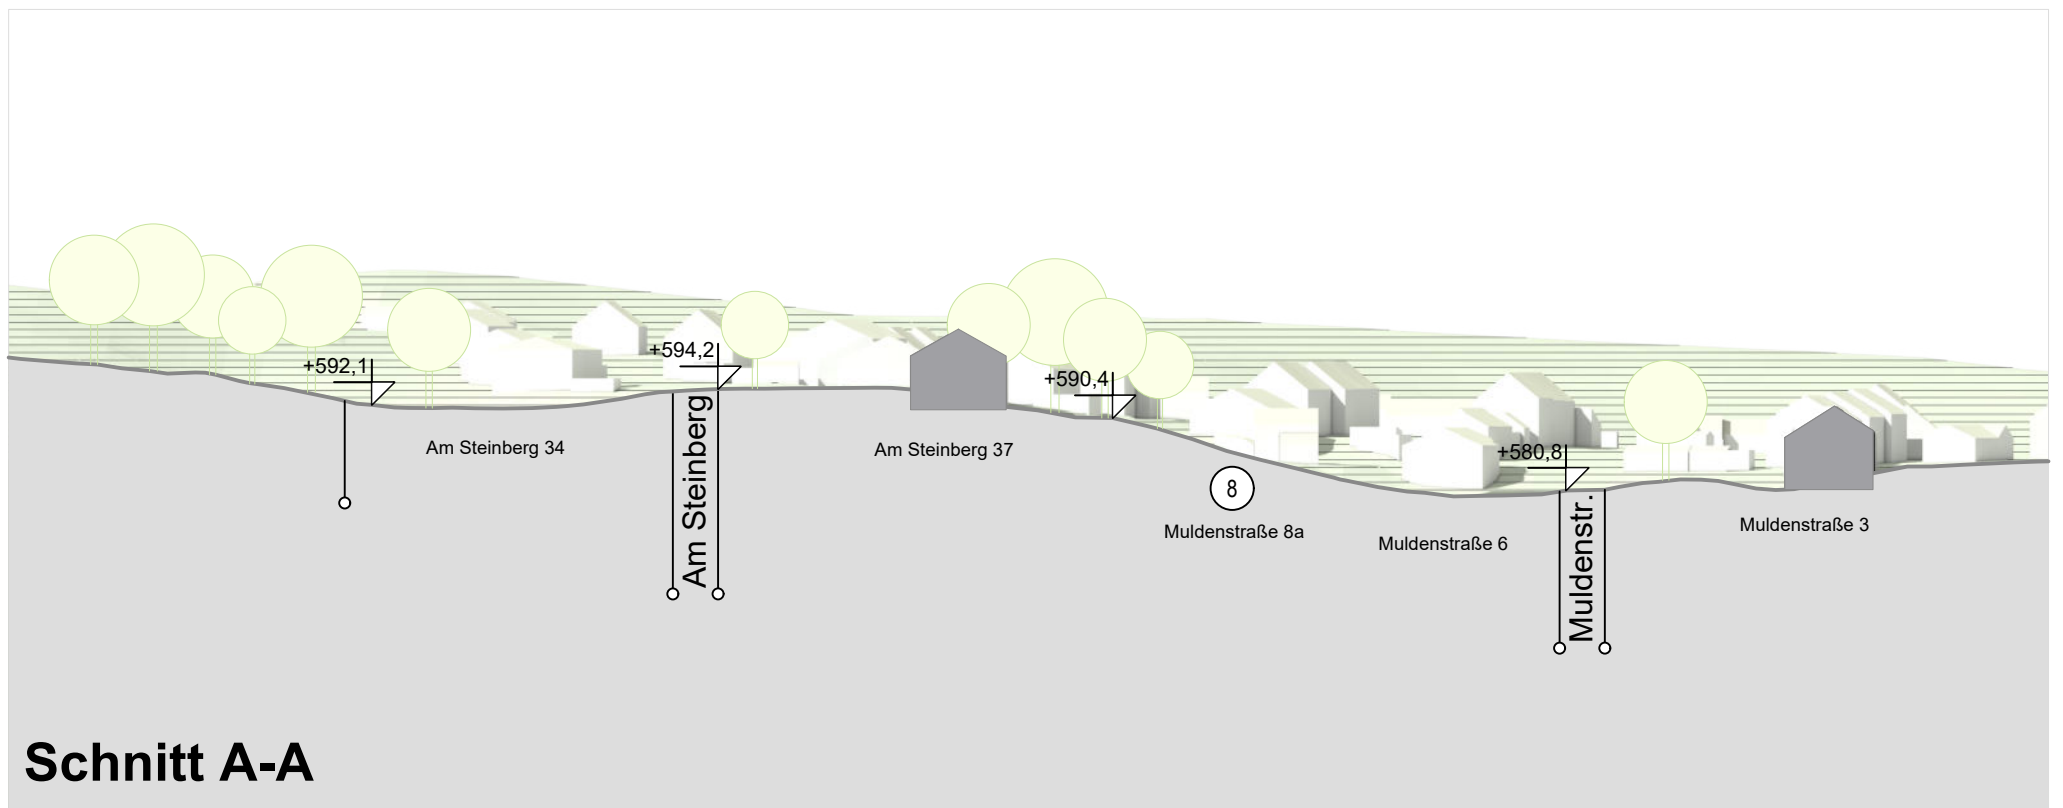 +592,1
+594,2
+590,4
+580,8
Am Steinberg 34
Am Steinberg
Am Steinberg 37
8
Muldenstraße 8a
Muldenstraße 6
Muldenstr.
Muldenstraße 3
Schnitt A-A